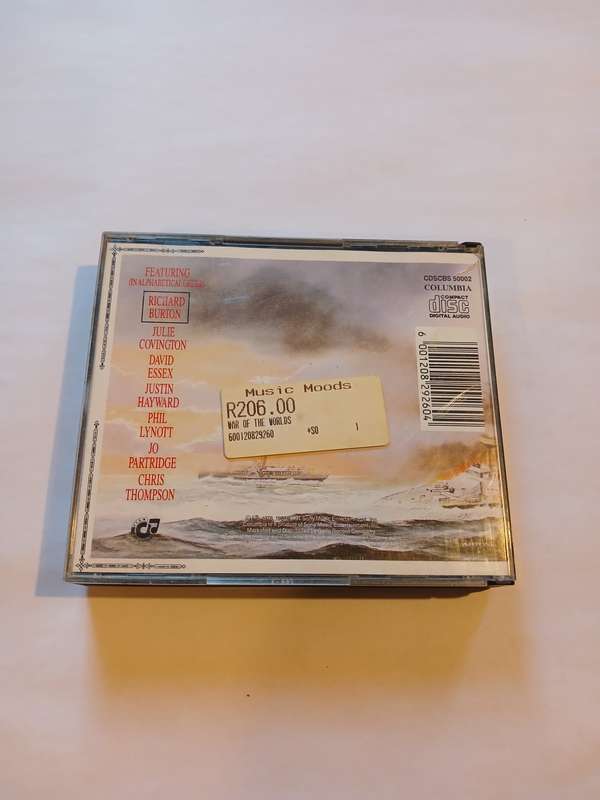 FEATURING
(IN ALPHABETICAL ORDER)
RICHARD
BURTON
JULIE
COVINGTON
DAVID
ESSEX
JUSTIN
HAYWARD
PHIL
LYNOTT
JO
PARTRIDGE
CHRIS
THOMPSON
CDSCBS 50002
COLUMBIA
COMPACT
disc
DIGITAL AUDIO
6 001208 292604
Music Moods
R206.00
WAR OF THE WORLDS
600120829260 *SO 1